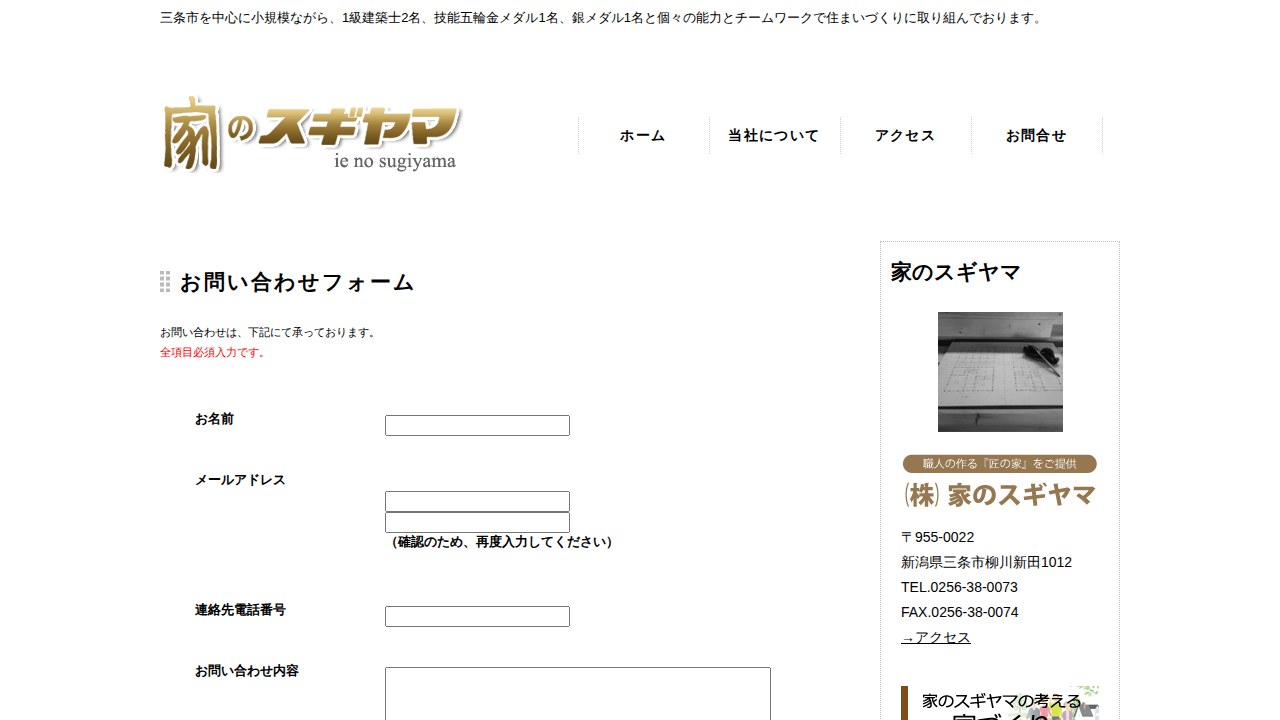 三条市を中心に小規模ながら、1級建築士2名、技能五輪金メダル1名、銀メダル1名と個々の能力とチームワークで住まいづくりに取り組んでおります。
家のスギヤマ
ie no sugiyama
ホーム
当社について
アクセス
お問合せ
お問い合わせフォーム
お問い合わせは、下記にて承っております。
全項目必須入力です。
お名前
メールアドレス
（確認のため、再度入力してください）
連絡先電話番号
お問い合わせ内容
家のスギヤマ
職人の作る『匠の家』をご提供
㈱ 家のスギヤマ
〒955-0022
新潟県三条市柳川新田1012
TEL.0256-38-0073
FAX.0256-38-0074
→アクセス
家のスギヤマの考える
家づくり